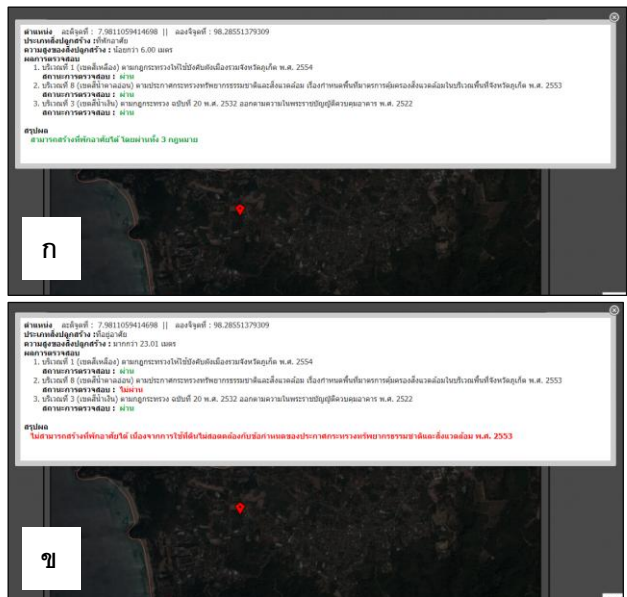 ตำแหน่ง ละติจูดที่ : 7.9811059414698 || ลองจิจูดที่ : 98.28551379309
ประเภทสิ่งปลูกสร้าง :ที่พักอาศัย
ความสูงของสิ่งปลูกสร้าง : น้อยกว่า 6.00 เมตร
ผลการตรวจสอบ
1. บริเวณที่ 1 (เขตสีเหลือง) ตามกฎกระทรวงให้ใช้บังคับผังเมืองรวมจังหวัดภูเก็ต พ.ศ. 2554
สถานะการตรวจสอบ : ผ่าน
2. บริเวณที่ 8 (เขตสีน้ำตาลอ่อน) ตามประกาศกระทรวงทรัพยากรธรรมชาติและสิ่งแวดล้อม เรื่องกำหนดพื้นที่มาตรการคุ้มครองสิ่งแวดล้อมในบริเวณพื้นที่จังหวัดภูเก็ต พ.ศ. 2553
สถานะการตรวจสอบ : ผ่าน
3. บริเวณที่ 3 (เขตสีน้ำเงิน) ตามกฎกระทรวง ฉบับที่ 20 พ.ศ. 2532 ออกตามความในพระราชบัญญัติควบคุมอาคาร พ.ศ. 2522
สถานะการตรวจสอบ : ผ่าน
สรุปผล
สามารถสร้างที่พักอาศัยได้ โดยผ่านทั้ง 3 กฎหมาย
ก
ตำแหน่ง ละติจูดที่ : 7.9811059414698 || ลองจิจูดที่ : 98.28551379309
ประเภทสิ่งปลูกสร้าง :ที่อยู่อาศัย
ความสูงของสิ่งปลูกสร้าง : มากกว่า 23.01 เมตร
ผลการตรวจสอบ
1. บริเวณที่ 1 (เขตสีเหลือง) ตามกฎกระทรวงให้ใช้บังคับผังเมืองรวมจังหวัดภูเก็ต พ.ศ. 2554
สถานะการตรวจสอบ : ผ่าน
2. บริเวณที่ 8 (เขตสีน้ำตาลอ่อน) ตามประกาศกระทรวงทรัพยากรธรรมชาติและสิ่งแวดล้อม เรื่องกำหนดพื้นที่มาตรการคุ้มครองสิ่งแวดล้อมในบริเวณพื้นที่จังหวัดภูเก็ต พ.ศ. 2553
สถานะการตรวจสอบ : ไม่ผ่าน
3. บริเวณที่ 3 (เขตสีน้ำเงิน) ตามกฎกระทรวง ฉบับที่ 20 พ.ศ. 2532 ออกตามความในพระราชบัญญัติควบคุมอาคาร พ.ศ. 2522
สถานะการตรวจสอบ : ผ่าน
สรุปผล
ไม่สามารถสร้างที่พักอาศัยได้ เนื่องจากการใช้ที่ดินไม่สอดคล้องกับข้อกำหนดของประกาศกระทรวงทรัพยากรธรรมชาติและสิ่งแวดล้อม พ.ศ. 2553
ข